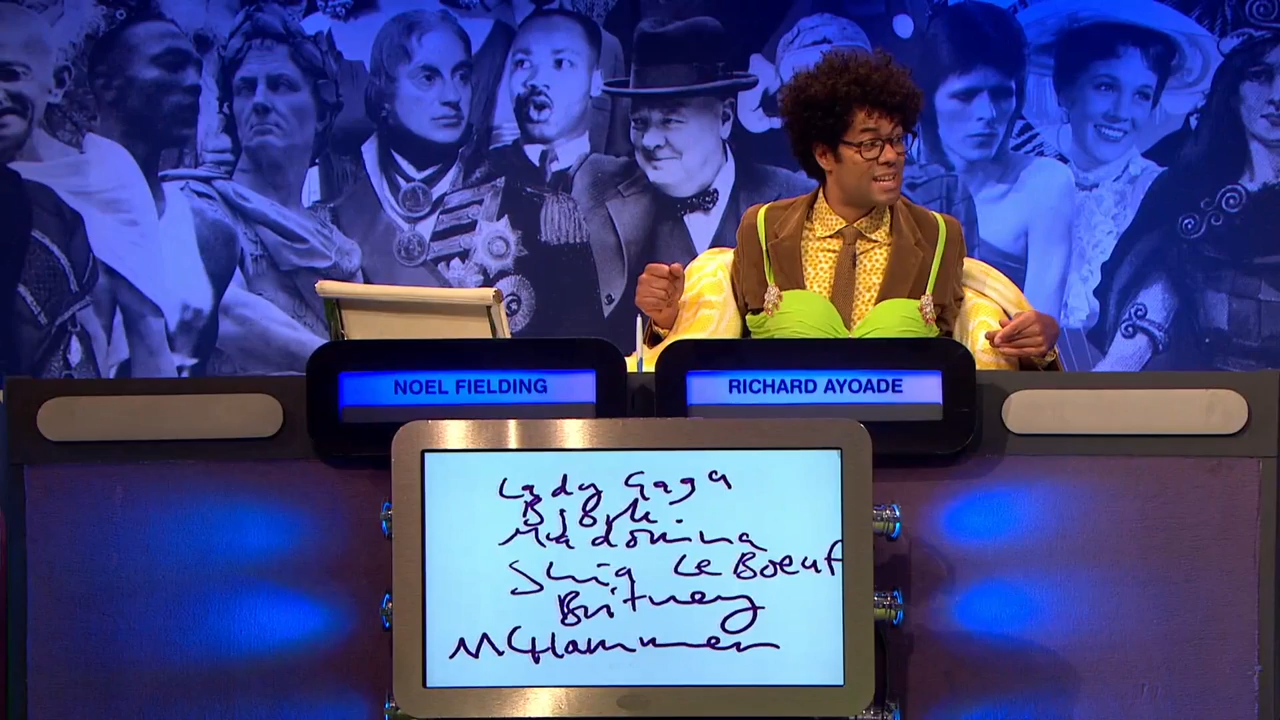 NOEL FIELDING
RICHARD AYOADE
Lady Gaga
Björk.
Madonna
Shia Le Boeuf
Britney
MC Hammer